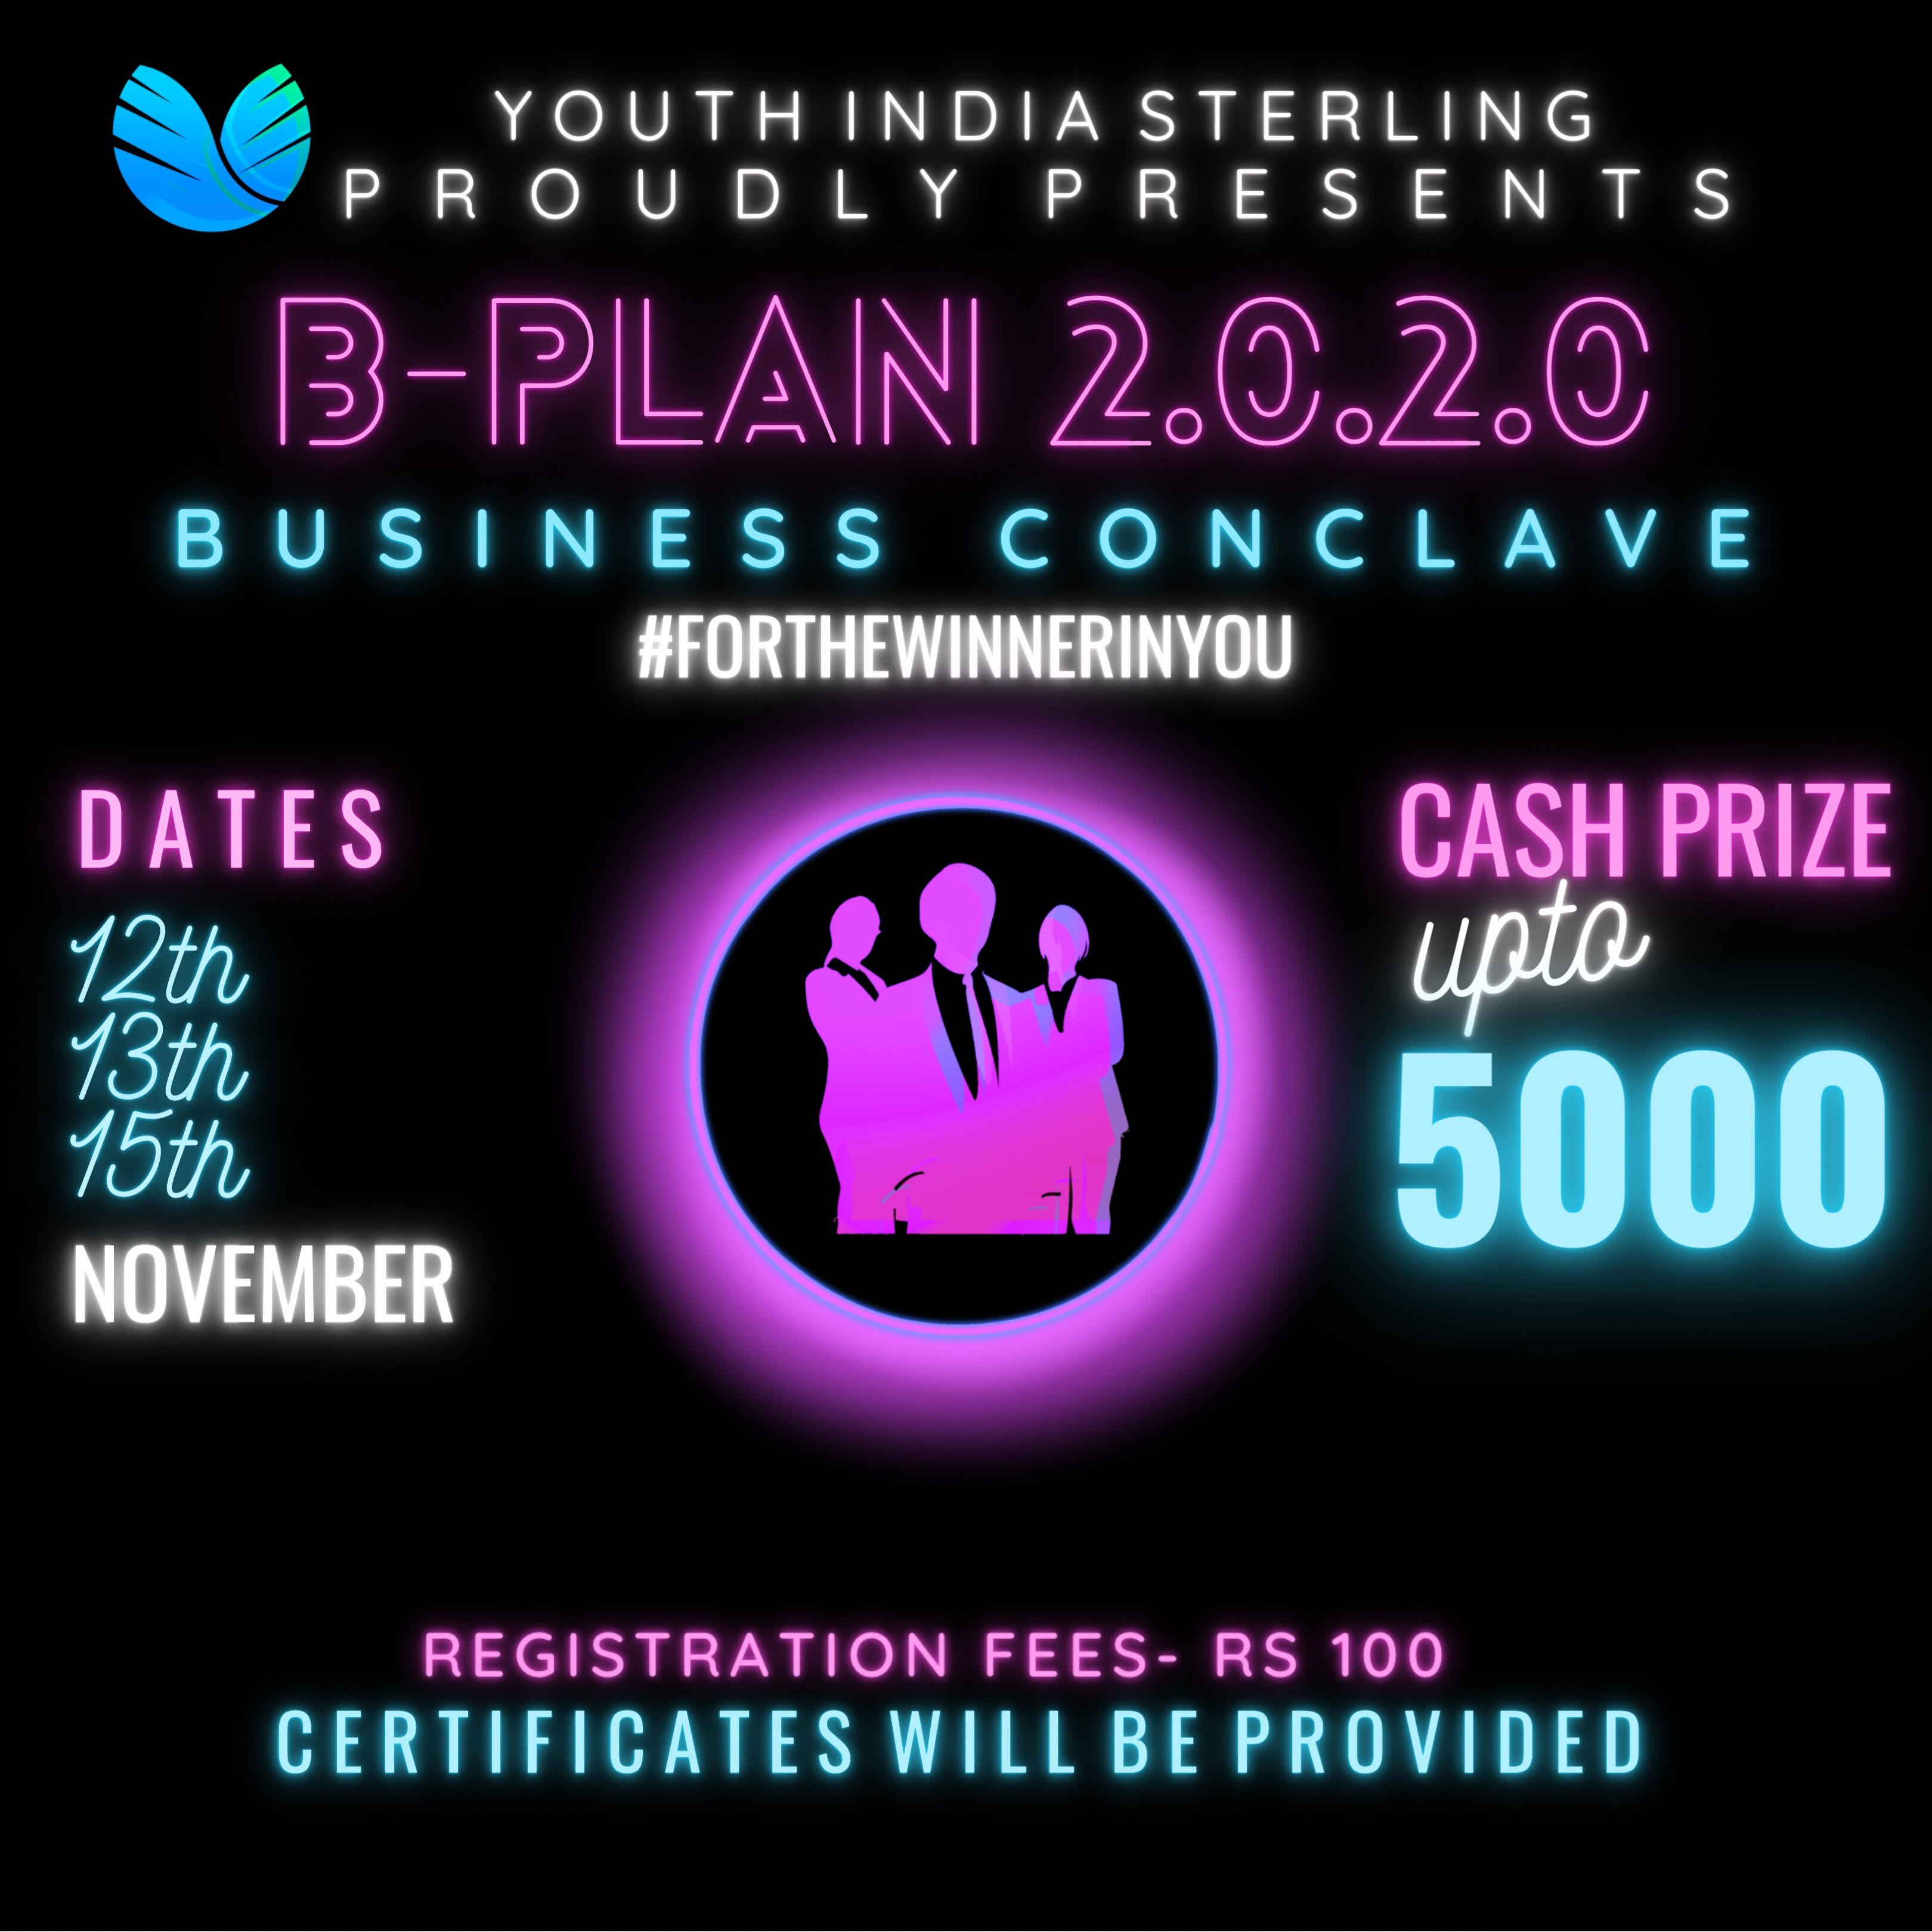 YOUTH INDIA STERLING
PROUDLY PRESENTS
B-PLAN 2.0.2.0
BUSINESS CONCLAVE
#FORTHEWINNERINYOU
DATES
12th
13th
15th
NOVEMBER
CASH PRIZE
upto
5000
REGISTRATION FEES- RS 100
CERTIFICATES WILL BE PROVIDED